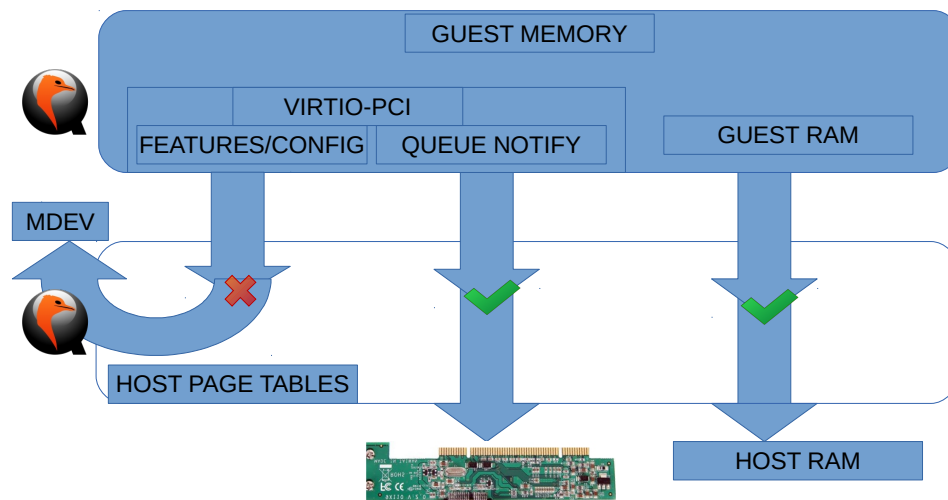 GUEST MEMORY
VIRTIO-PCI
FEATURES/CONFIG
QUEUE NOTIFY
GUEST RAM
MDEV
HOST PAGE TABLES
HOST RAM